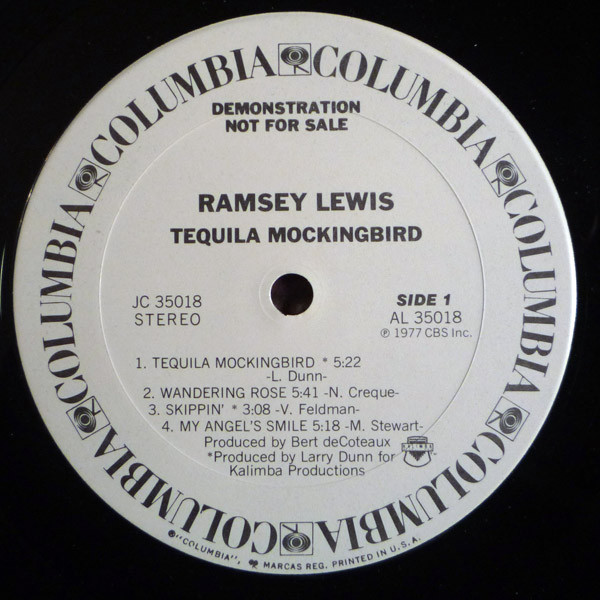 COLUMBIA COLUMBIA COLUMBIA COLUMBIA COLUMBIA COLUMBIA COLUMBIA COLUMBIA
DEMONSTRATION
NOT FOR SALE
RAMSEY LEWIS
TEQUILA MOCKINGBIRD
JC 35018
STEREO
SIDE 1
AL 35018
℗ 1977 CBS Inc.
1. TEQUILA MOCKINGBIRD * 5:22
-L. Dunn-
2. WANDERING ROSE 5:41 -N. Creque-
3. SKIPPIN' * 3:08 -V. Feldman-
4. MY ANGEL'S SMILE 5:18 -M. Stewart-
Produced by Bert deCoteaux
*Produced by Larry Dunn for
Kalimba Productions
"COLUMBIA", MARCAS REG. PRINTED IN U.S.A.